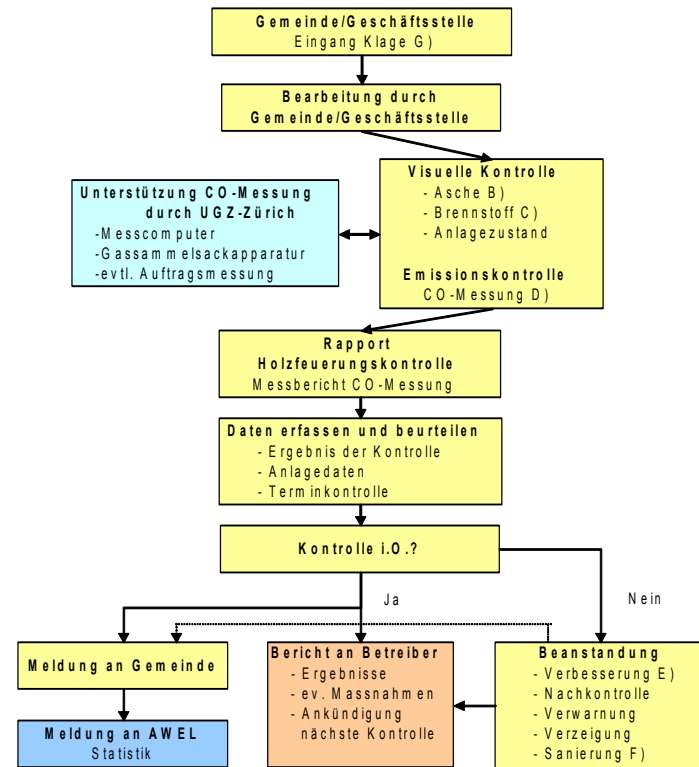 Gemeinde/Geschäftsstelle
Eingang Klage G)
Bearbeitung durch
Gemeinde/Geschäftsstelle
Visuelle Kontrolle
- Asche B)
- Brennstoff C)
- Anlagezustand
Emissionskontrolle
CO-Messung D)
Unterstützung CO-Messung
durch UGZ-Zürich
-Messcomputer
-Gassammelsackapparatur
-evtl. Auftragsmessung
Rapport
Holzfeuerungskontrolle
Messbericht CO-Messung
Daten erfassen und beurteilen
- Ergebnis der Kontrolle
- Anlagedaten
- Terminkontrolle
Kontrolle i.O.?
Ja
Nein
Meldung an Gemeinde
Meldung an AWEL
Statistik
Bericht an Betreiber
- Ergebnisse
- ev. Massnahmen
- Ankündigung
nächste Kontrolle
Beanstandung
- Verbesserung E)
- Nachkontrolle
- Verwarnung
- Verzeigung
- Sanierung F)